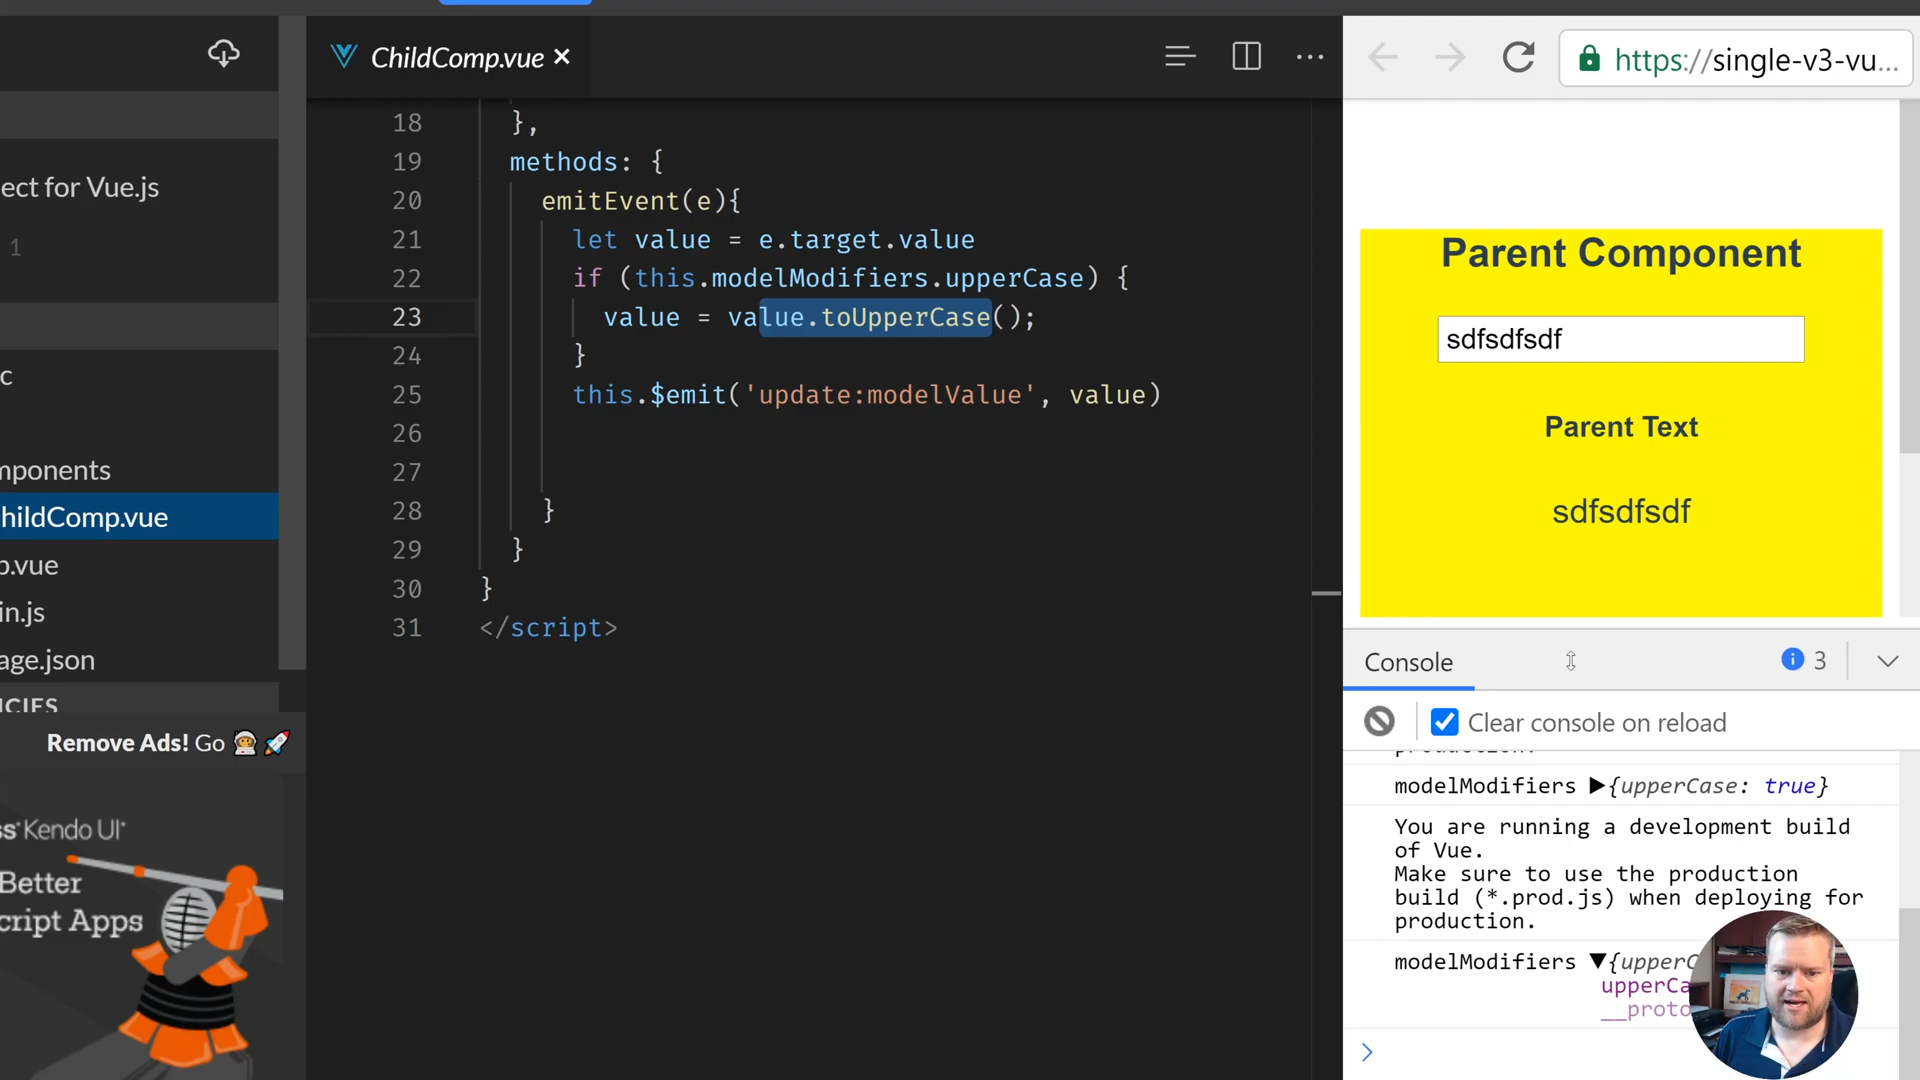 ChildComp.vue
https://single-v3-vu...
ect for Vue.js
1
c
mponents
hildComp.vue
p.vue
in.js
age.json
CIES
Remove Ads! Go
ss Kendo UI
Better
cript Apps
18 },
19 methods: {
20 emitEvent(e){
21 let value = e.target.value
22 if (this.modelModifiers.upperCase) {
23 value = value.toUpperCase();
24 }
25 this.$emit('update:modelValue', value)
26
27
28 }
29 }
30 }
31 </script>
Parent Component
sdfsdfsdf
Parent Text
sdfsdfsdf
Console
3
Clear console on reload
production.
modelModifiers ▶{upperCase: true}
You are running a development build
of Vue.
Make sure to use the production
build (*.prod.js) when deploying for
production.
modelModifiers ▼{upperC
upperCa
__proto